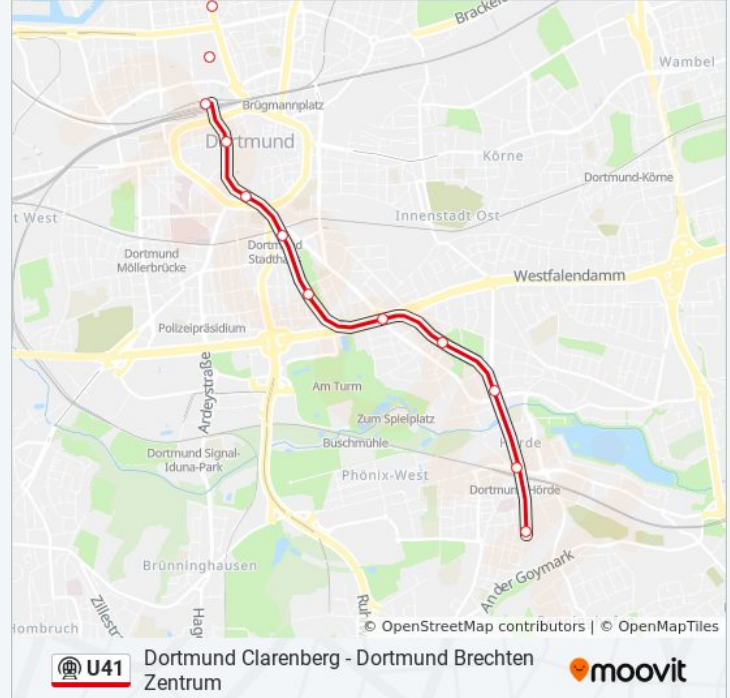 Bracke
Wambel
Brügmannplatz
Dortmund
Körne
Dortmund-Körne
t West
Innenstadt Ost
Dortmund
Möllerbrücke
Dortmund
Stadtha
Westfalendamm
Polizeipräsidium
Ardeystraße
Am Turm
Zum Spielplatz
Buschmühle
Hörde
Dortmund Signal-
Iduna-Park
Phönix-West
Dortmund-Hörde
Brünninghausen
An der Goymark
Zillestr
Hag
Ruh
Hombruch
© OpenStreetMap contributors | © OpenMapTiles
U41
Dortmund Clarenberg - Dortmund Brechten
Zentrum
moovit